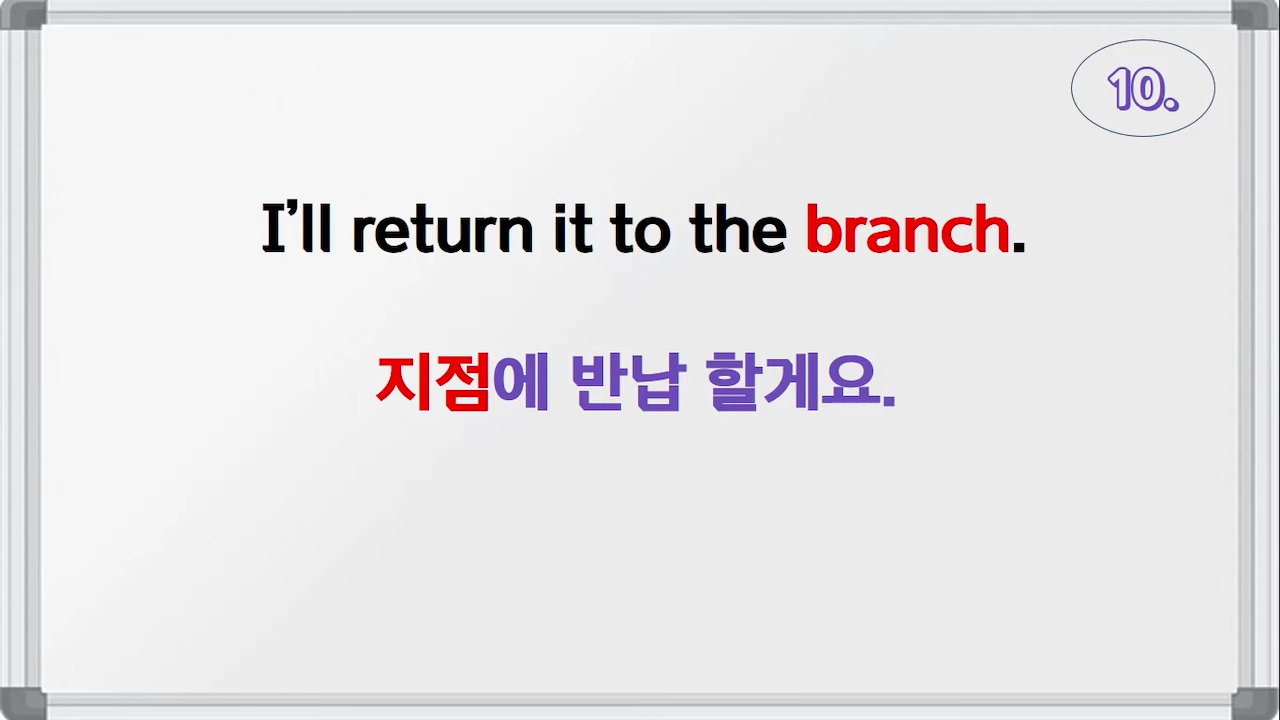 10.
I’ll return it to the branch.
지점에 반납 할게요.